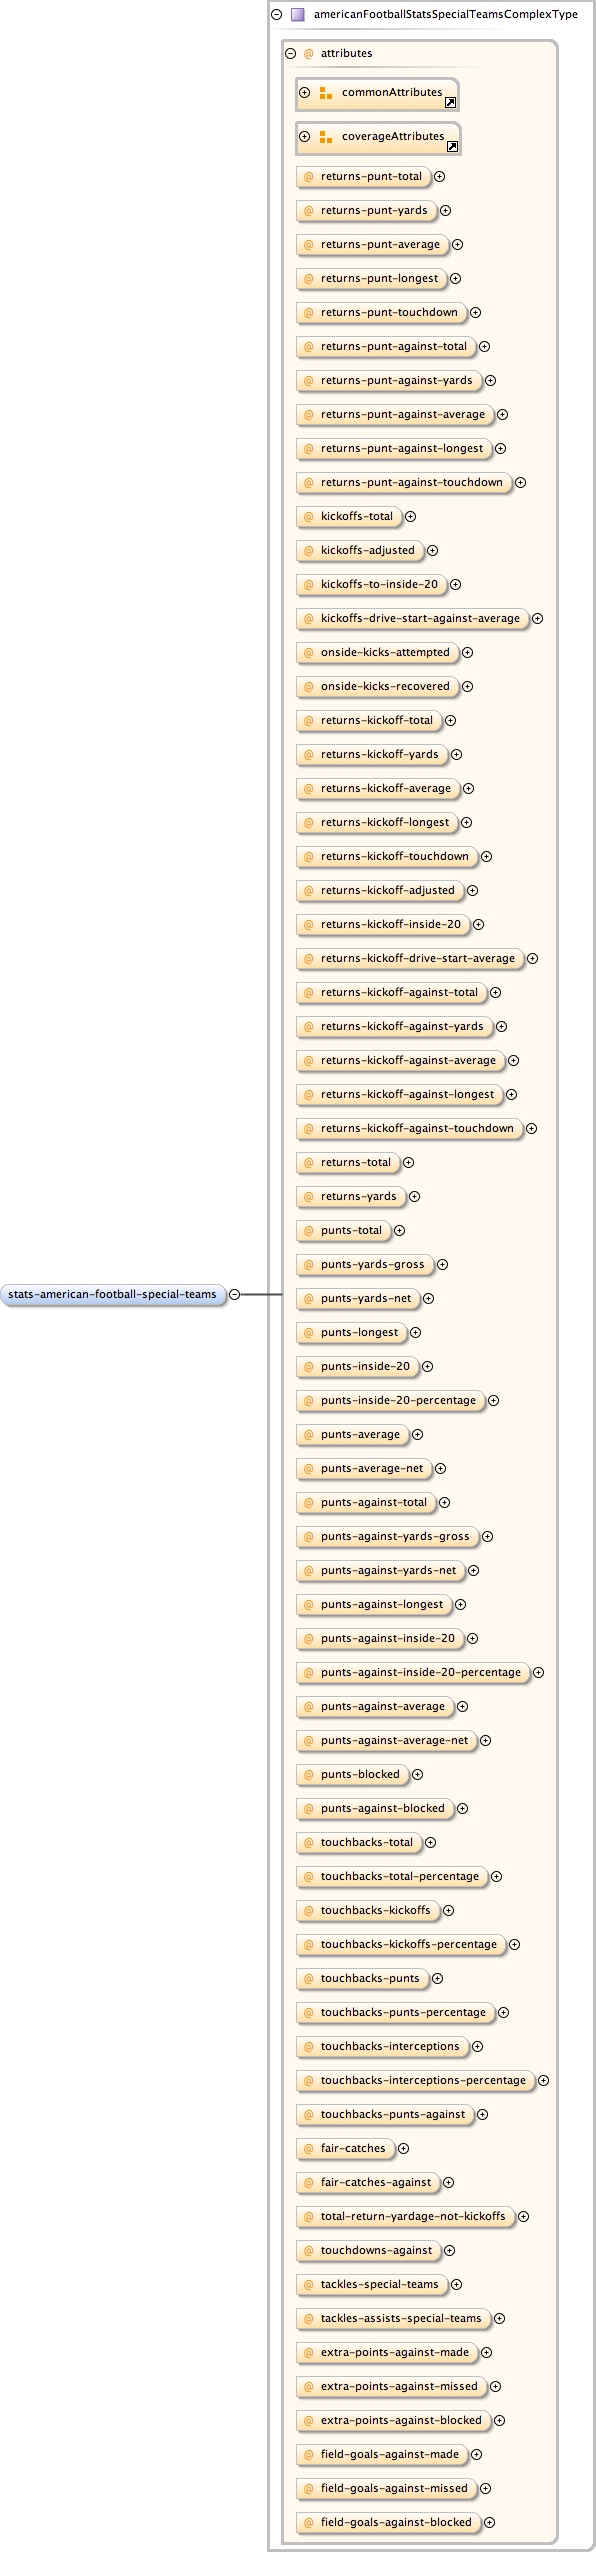 americanFootballStatsSpecialTeamsComplexType
@ attributes
commonAttributes
coverageAttributes
@ returns-punt-total
@ returns-punt-yards
@ returns-punt-average
@ returns-punt-longest
@ returns-punt-touchdown
@ returns-punt-against-total
@ returns-punt-against-yards
@ returns-punt-against-average
@ returns-punt-against-longest
@ returns-punt-against-touchdown
@ kickoffs-total
@ kickoffs-adjusted
@ kickoffs-to-inside-20
@ kickoffs-drive-start-against-average
@ onside-kicks-attempted
@ onside-kicks-recovered
@ returns-kickoff-total
@ returns-kickoff-yards
@ returns-kickoff-average
@ returns-kickoff-longest
@ returns-kickoff-touchdown
@ returns-kickoff-adjusted
@ returns-kickoff-inside-20
@ returns-kickoff-drive-start-average
@ returns-kickoff-against-total
@ returns-kickoff-against-yards
@ returns-kickoff-against-average
@ returns-kickoff-against-longest
@ returns-kickoff-against-touchdown
@ returns-total
@ returns-yards
@ punts-total
@ punts-yards-gross
stats-american-football-special-teams
@ punts-yards-net
@ punts-longest
@ punts-inside-20
@ punts-inside-20-percentage
@ punts-average
@ punts-average-net
@ punts-against-total
@ punts-against-yards-gross
@ punts-against-yards-net
@ punts-against-longest
@ punts-against-inside-20
@ punts-against-inside-20-percentage
@ punts-against-average
@ punts-against-average-net
@ punts-blocked
@ punts-against-blocked
@ touchbacks-total
@ touchbacks-total-percentage
@ touchbacks-kickoffs
@ touchbacks-kickoffs-percentage
@ touchbacks-punts
@ touchbacks-punts-percentage
@ touchbacks-interceptions
@ touchbacks-interceptions-percentage
@ touchbacks-punts-against
@ fair-catches
@ fair-catches-against
@ total-return-yardage-not-kickoffs
@ touchdowns-against
@ tackles-special-teams
@ tackles-assists-special-teams
@ extra-points-against-made
@ extra-points-against-missed
@ extra-points-against-blocked
@ field-goals-against-made
@ field-goals-against-missed
@ field-goals-against-blocked